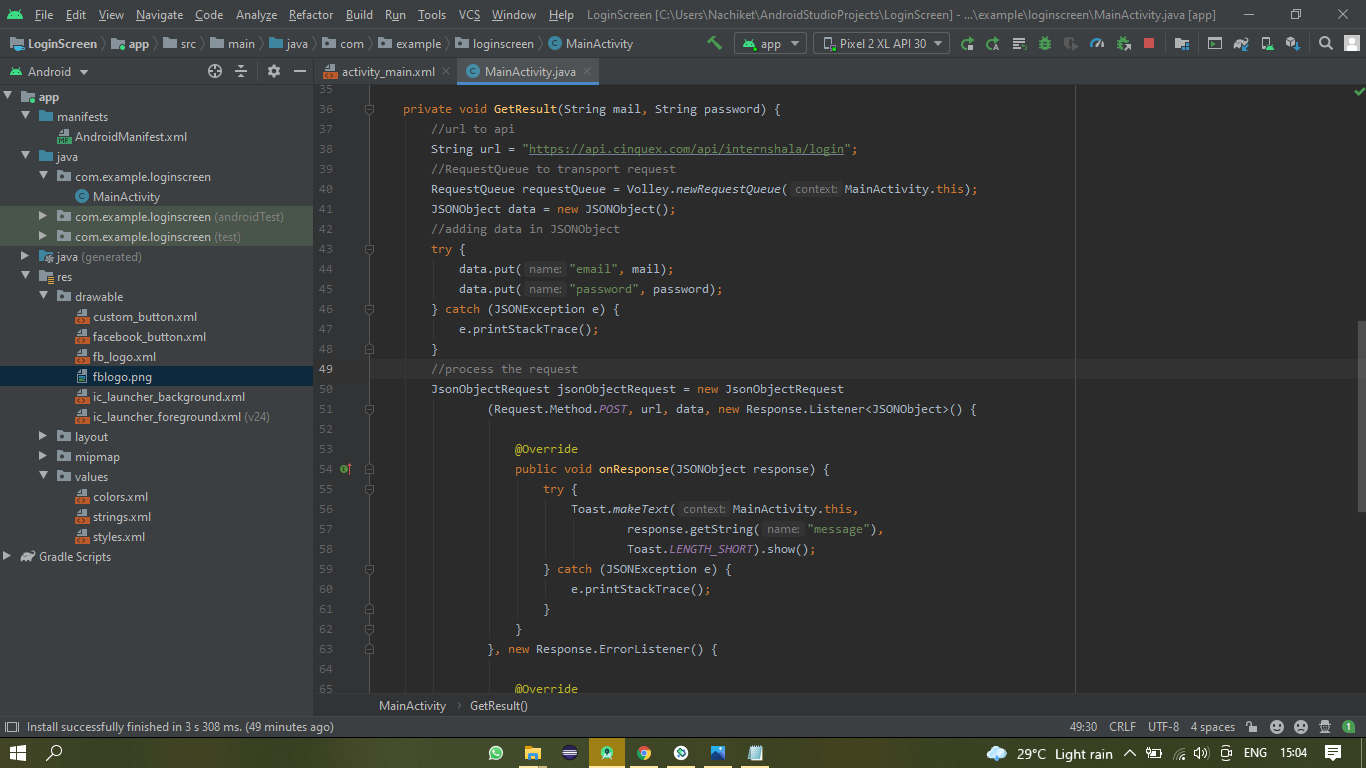 File Edit View Navigate Code Analyze Refactor Build Run Tools VCS Window Help LoginScreen [C:\Users\Nachiket\AndroidStudioProjects\LoginScreen] - ...\example\loginscreen\MainActivity.java [app]
LoginScreen app src main java com example loginscreen MainActivity app Pixel 2 XL API 30
Android
activity_main.xml MainActivity.java
app
manifests
AndroidManifest.xml
java
com.example.loginscreen
MainActivity
com.example.loginscreen (androidTest)
com.example.loginscreen (test)
java (generated)
res
drawable
custom_button.xml
facebook_button.xml
fb_logo.xml
fblogo.png
ic_launcher_background.xml
ic_launcher_foreground.xml (v24)
layout
mipmap
values
colors.xml
strings.xml
styles.xml
Gradle Scripts
35
36 private void GetResult(String mail, String password) {
37 //url to api
38 String url = "https://api.cinquex.com/api/internshala/login";
39 //RequestQueue to transport request
40 RequestQueue requestQueue = Volley.newRequestQueue( context: MainActivity.this);
41 JSONObject data = new JSONObject();
42 //adding data in JSONObject
43 try {
44 data.put( name: "email", mail);
45 data.put( name: "password", password);
46 } catch (JSONException e) {
47 e.printStackTrace();
48 }
49 //process the request
50 JsonObjectRequest jsonObjectRequest = new JsonObjectRequest
51 (Request.Method.POST, url, data, new Response.Listener<JSONObject>() {
52
53 @Override
54 public void onResponse(JSONObject response) {
55 try {
56 Toast.makeText( context: MainActivity.this,
57 response.getString( name: "message"),
58 Toast.LENGTH_SHORT).show();
59 } catch (JSONException e) {
60 e.printStackTrace();
61 }
62 }
63 }, new Response.ErrorListener() {
64
65 @Override
MainActivity GetResult()
Install successfully finished in 3 s 308 ms. (49 minutes ago) 49:30 CRLF UTF-8 4 spaces 1
29°C Light rain ENG 15:04